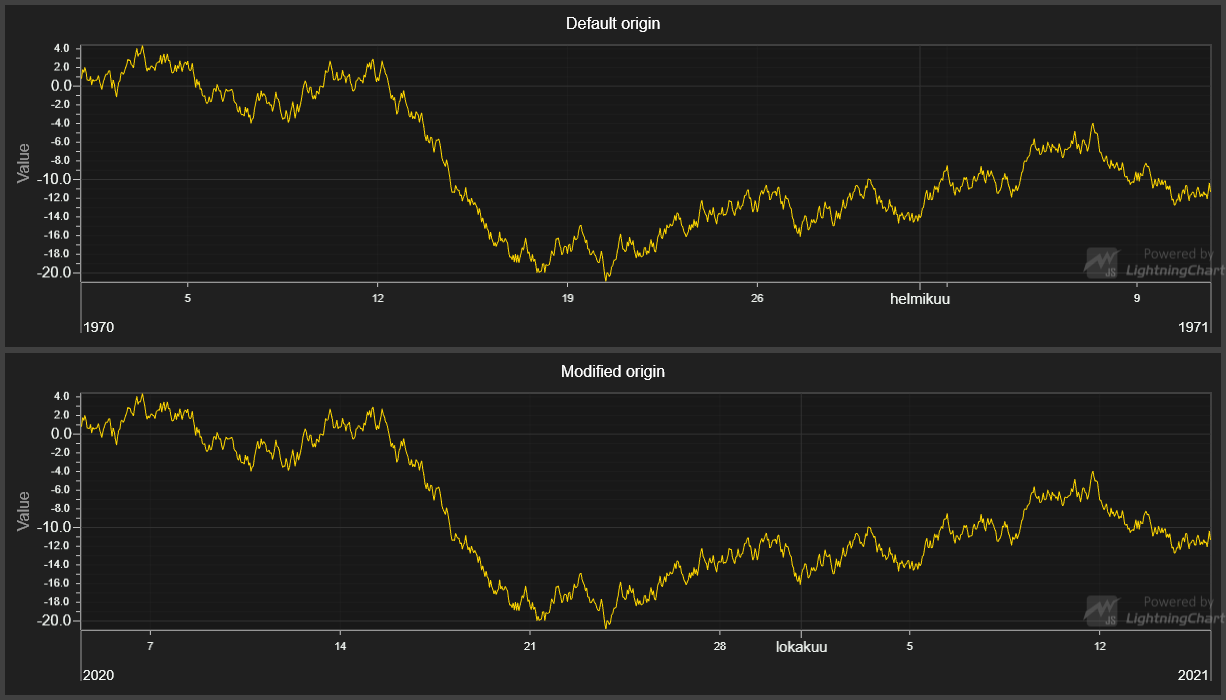 Default origin
4.0
2.0
0.0
-2.0
-4.0
-6.0
-8.0
-10.0
-12.0
-14.0
-16.0
-18.0
-20.0
Value
Powered by
JS LightningChart
5 12 19 26 helmikuu 9
1970 1971
Modified origin
4.0
2.0
0.0
-2.0
-4.0
-6.0
-8.0
-10.0
-12.0
-14.0
-16.0
-18.0
-20.0
Value
Powered by
JS LightningChart
7 14 21 28 lokakuu 5 12
2020 2021